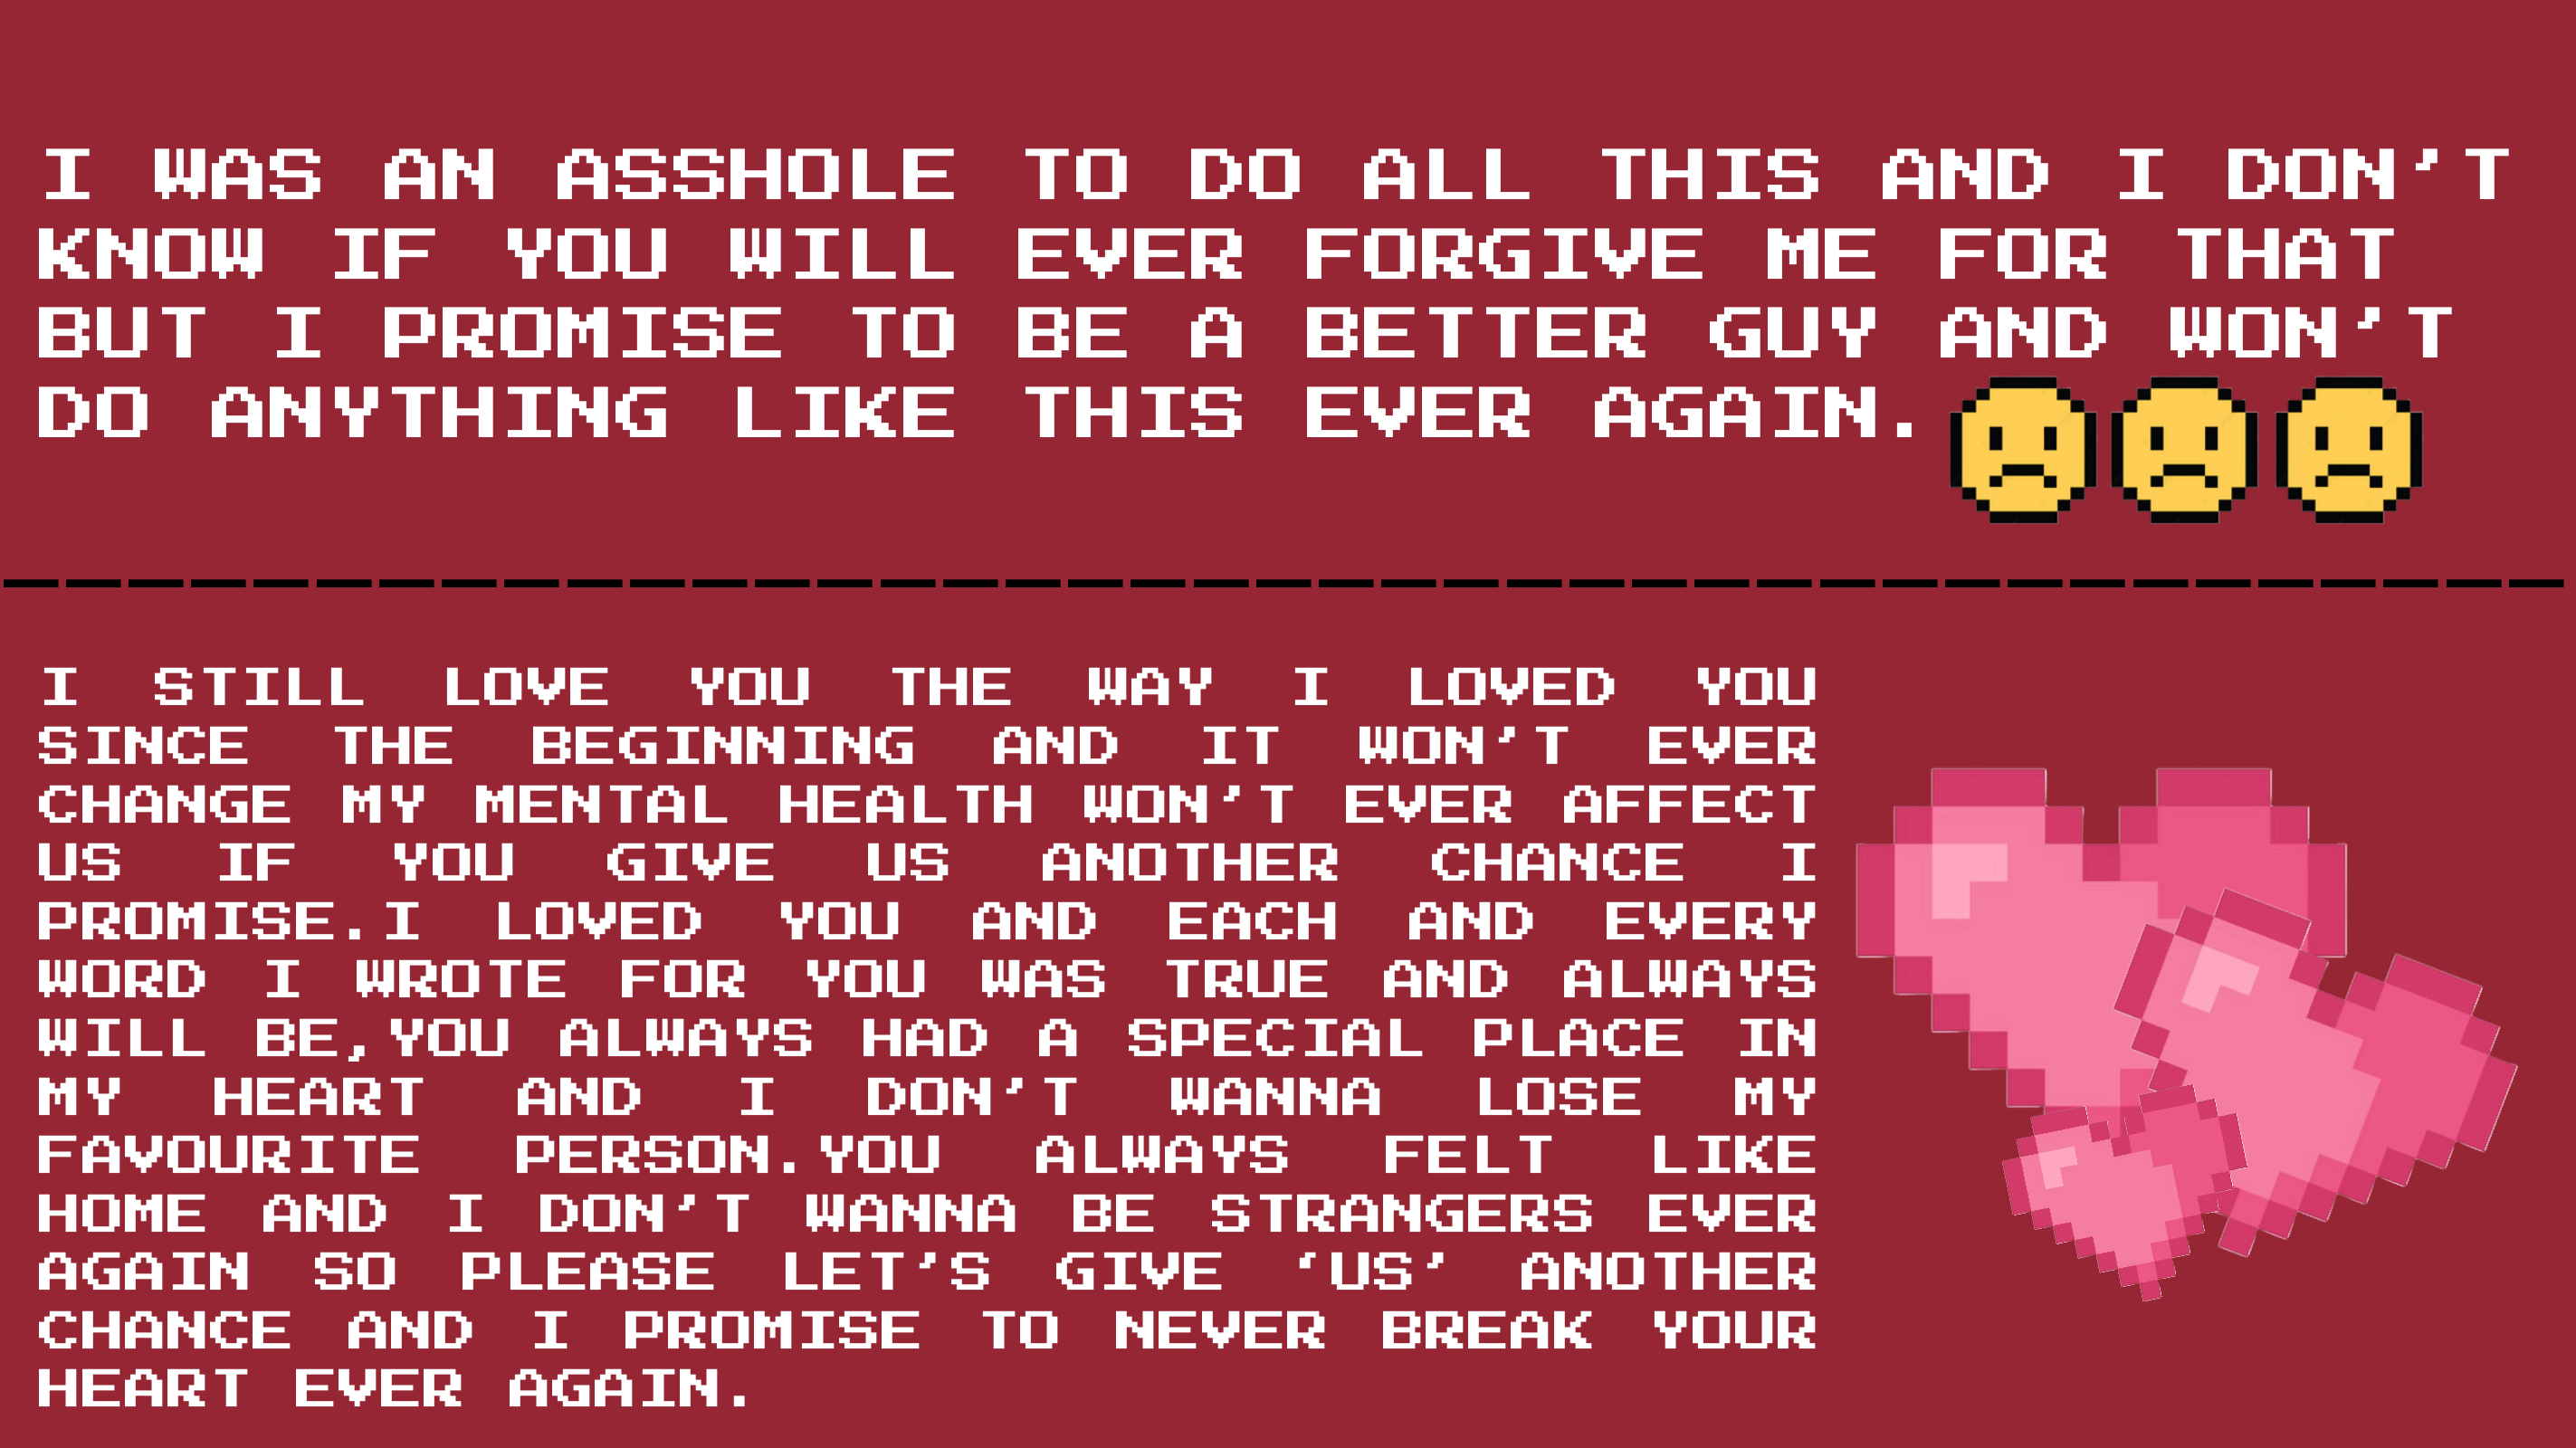 I WAS AN ASSHOLE TO DO ALL THIS AND I DON'T
KNOW IF YOU WILL EVER FORGIVE ME FOR THAT
BUT I PROMISE TO BE A BETTER GUY AND WON'T
DO ANYTHING LIKE THIS EVER AGAIN.
I STILL LOVE YOU THE WAY I LOVED YOU
SINCE THE BEGINNING AND IT WON'T EVER
CHANGE MY MENTAL HEALTH WON'T EVER AFFECT
US IF YOU GIVE US ANOTHER CHANCE I
PROMISE.I LOVED YOU AND EACH AND EVERY
WORD I WROTE FOR YOU WAS TRUE AND ALWAYS
WILL BE,YOU ALWAYS HAD A SPECIAL PLACE IN
MY HEART AND I DON'T WANNA LOSE MY
FAVOURITE PERSON.YOU ALWAYS FELT LIKE
HOME AND I DON'T WANNA BE STRANGERS EVER
AGAIN SO PLEASE LET'S GIVE 'US' ANOTHER
CHANCE AND I PROMISE TO NEVER BREAK YOUR
HEART EVER AGAIN.